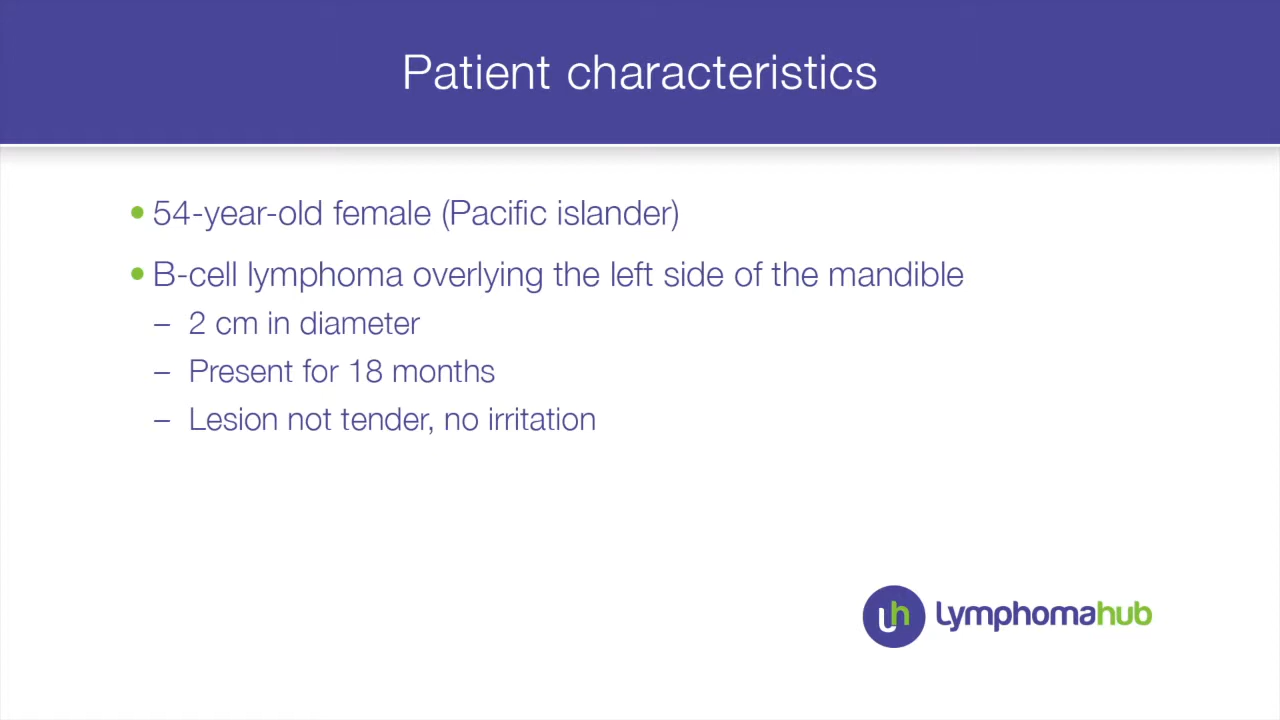 Patient characteristics
• 54-year-old female (Pacific islander)
• B-cell lymphoma overlying the left side of the mandible
– 2 cm in diameter
– Present for 18 months
– Lesion not tender, no irritation
lh Lymphomahub